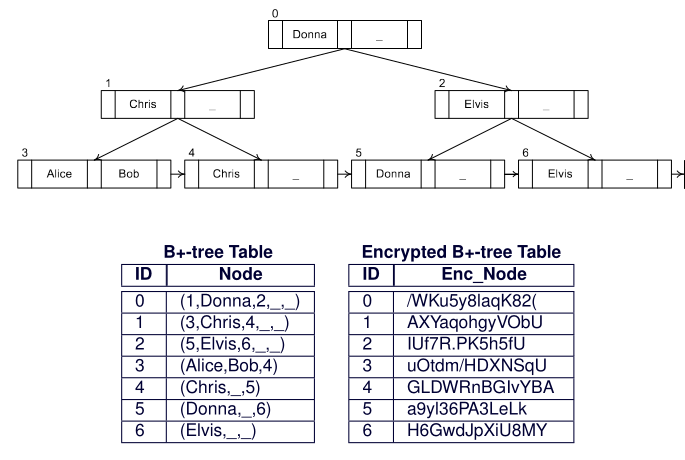 0
Donna _
1 2
Chris _ Elvis _
3 4 5 6
Alice Bob Chris _ Donna _ Elvis _
B+-tree Table Encrypted B+-tree Table
ID Node ID Enc_Node
0 (1,Donna,2,_,_) 0 /WKu5y8laqK82(
1 (3,Chris,4,_,_) 1 AXYaqohgyVObU
2 (5,Elvis,6,_,_) 2 IUf7R.PK5h5fU
3 (Alice,Bob,4) 3 uOtdm/HDXNSqU
4 (Chris,_,5) 4 GLDWRnBGIvYBA
5 (Donna,_,6) 5 a9yl36PA3LeLk
6 (Elvis,_,_) 6 H6GwdJpXiU8MY